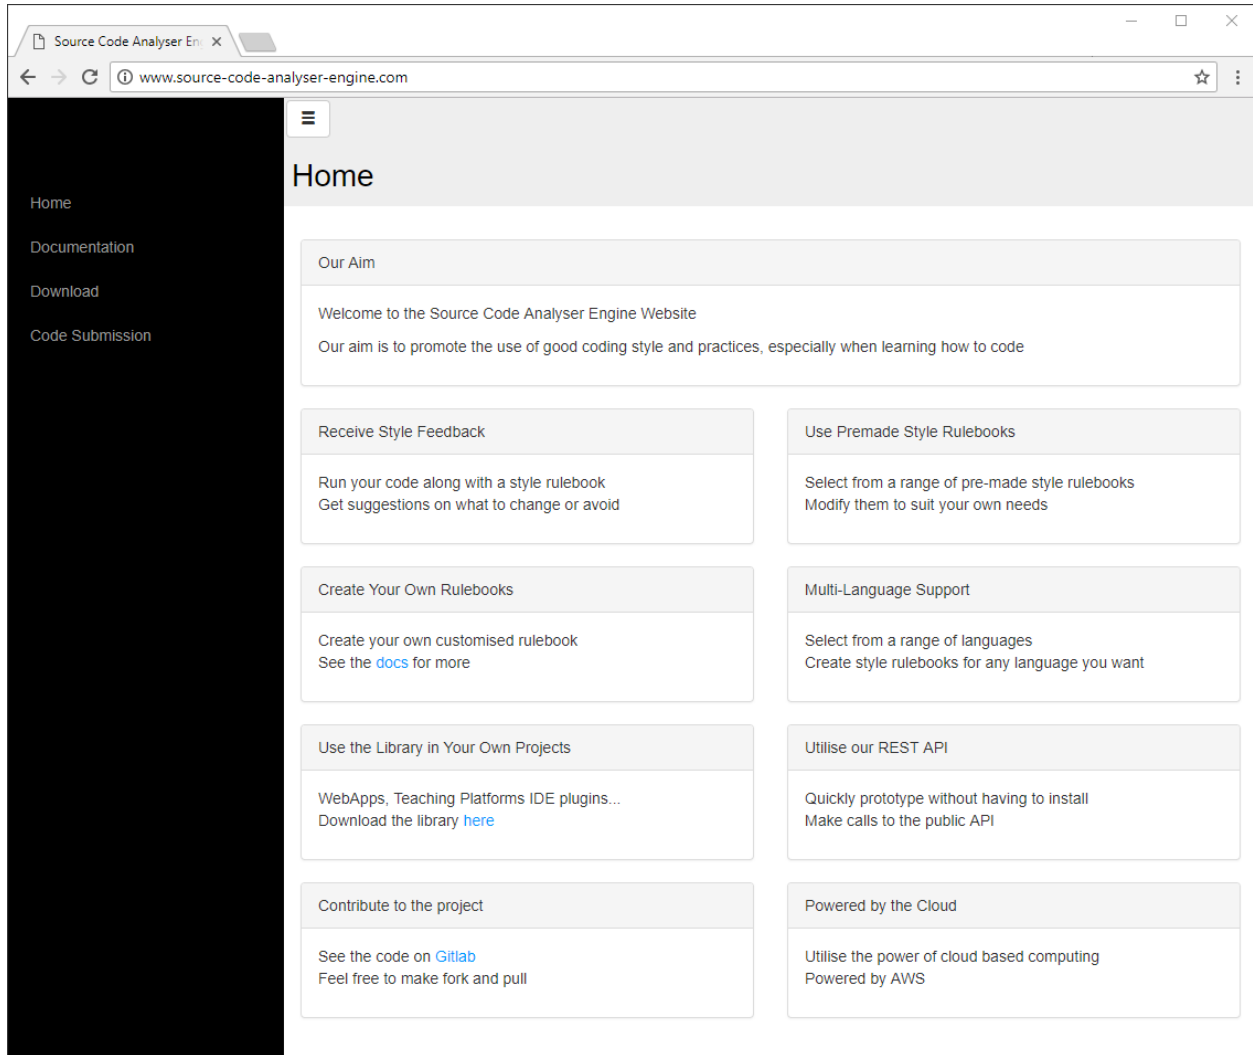 Source Code Analyser En
www.source-code-analyser-engine.com
Home
Documentation
Download
Code Submission
Home
Our Aim
Welcome to the Source Code Analyser Engine Website
Our aim is to promote the use of good coding style and practices, especially when learning how to code
Receive Style Feedback
Run your code along with a style rulebook
Get suggestions on what to change or avoid
Use Premade Style Rulebooks
Select from a range of pre-made style rulebooks
Modify them to suit your own needs
Create Your Own Rulebooks
Create your own customised rulebook
See the docs for more
Multi-Language Support
Select from a range of languages
Create style rulebooks for any language you want
Use the Library in Your Own Projects
WebApps, Teaching Platforms IDE plugins...
Download the library here
Utilise our REST API
Quickly prototype without having to install
Make calls to the public API
Contribute to the project
See the code on Gitlab
Feel free to make fork and pull
Powered by the Cloud
Utilise the power of cloud based computing
Powered by AWS